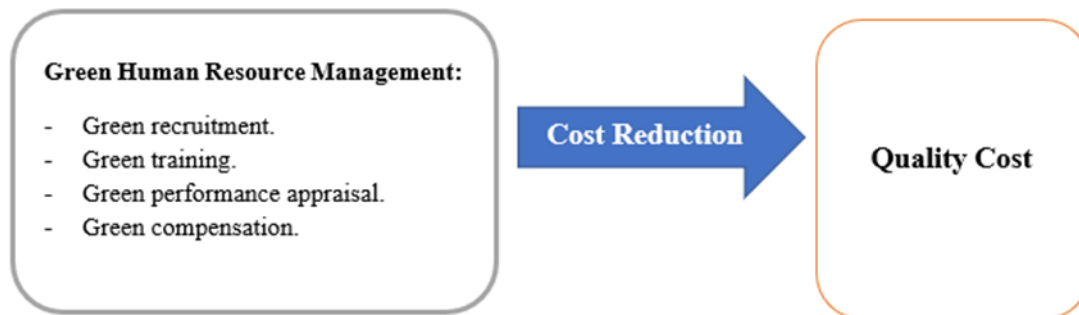 Green Human Resource Management:
- Green recruitment.
- Green training.
- Green performance appraisal.
- Green compensation.
Cost Reduction
Quality Cost